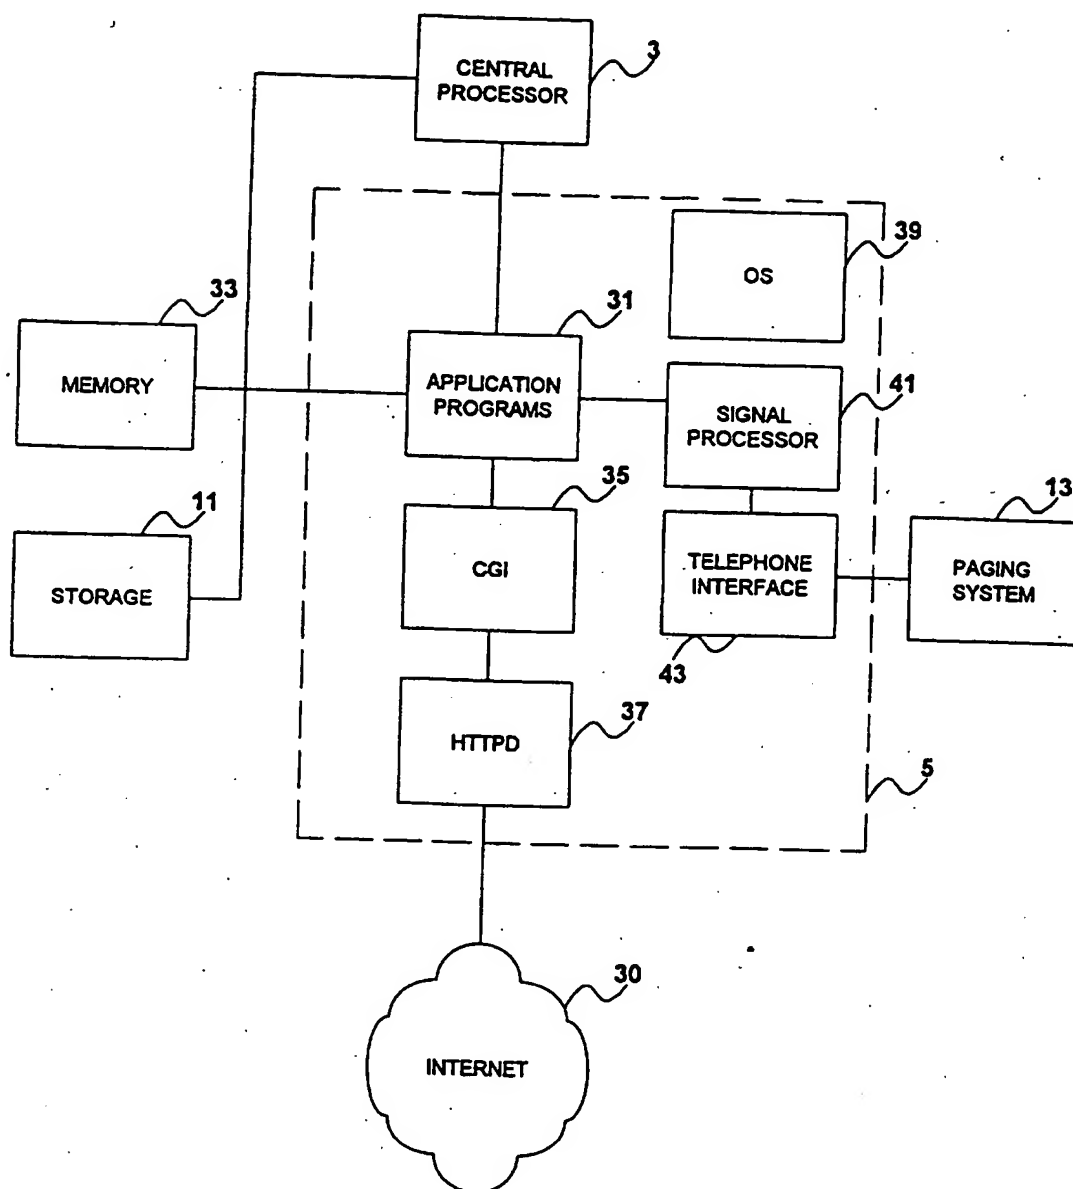 3
CENTRAL
PROCESSOR
39
OS
33
MEMORY
31
APPLICATION
PROGRAMS
41
SIGNAL
PROCESSOR
35
CGI
11
STORAGE
13
PAGING
SYSTEM
TELEPHONE
INTERFACE
43
37
HTTPD
5
30
INTERNET